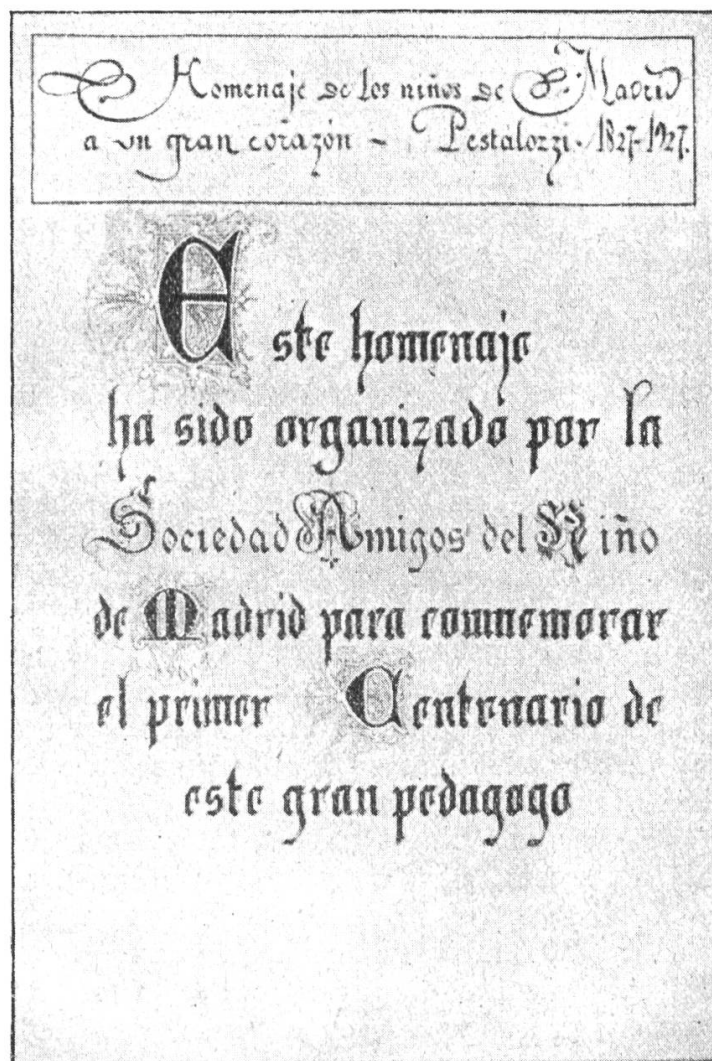 Homenaje de los niños de Madrid
a un gran corazón - Pestalozzi - 1827-1927.
Este homenaje
ha sido organizado por la
Sociedad Amigos del Niño
de Madrid para conmemorar
el primer Centenario de
este gran pedagogo